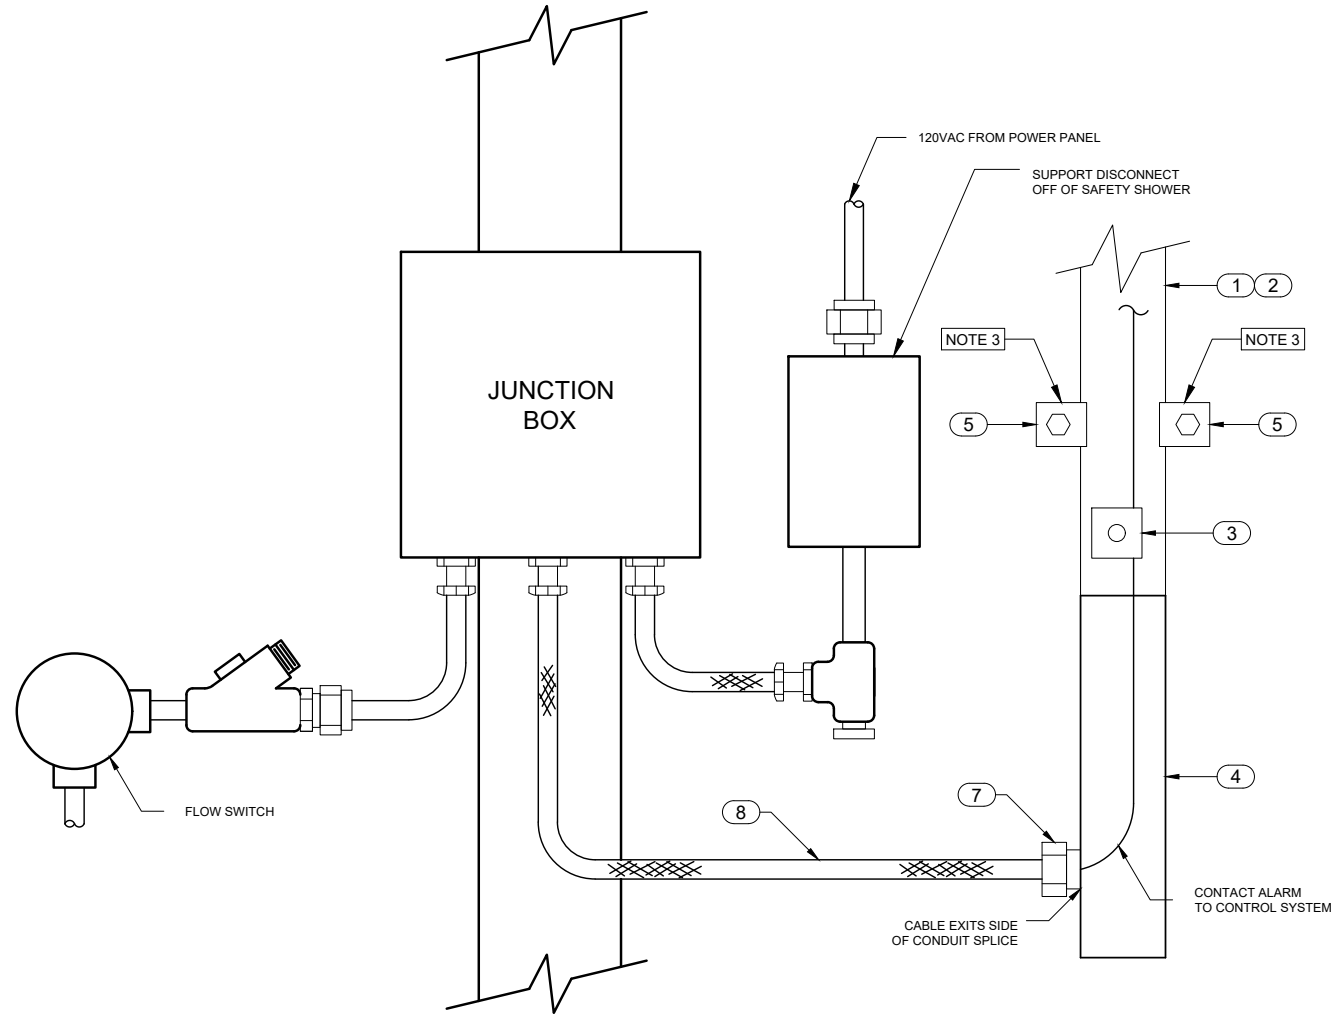 120VAC FROM POWER PANEL
SUPPORT DISCONNECT
OFF OF SAFETY SHOWER
1
2
NOTE 3
NOTE 3
JUNCTION
BOX
5
5
3
4
7
8
FLOW SWITCH
CONTACT ALARM
TO CONTROL SYSTEM
CABLE EXITS SIDE
OF CONDUIT SPLICE